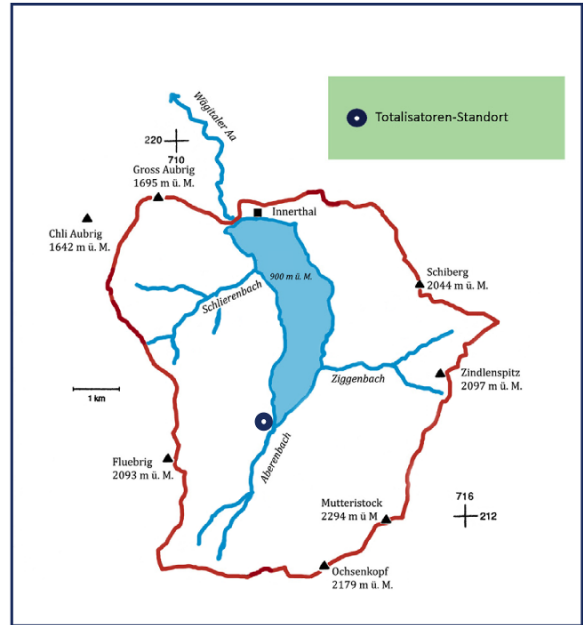 Totalisatoren-Standort
Wägitaler Aa
220
710
Gross Aubrig
1695 m ü. M.
Innerthal
Chli Aubrig
1642 m ü. M.
900 m ü. M.
Schiberg
2044 m ü. M.
Schlierenbach
Ziggenbach
Zindlenspitz
2097 m ü. M.
1 km
Aberenbach
Fluebrig
2093 m ü. M.
Mutteristock
2294 m ü M
716
212
Ochsenkopf
2179 m ü. M.